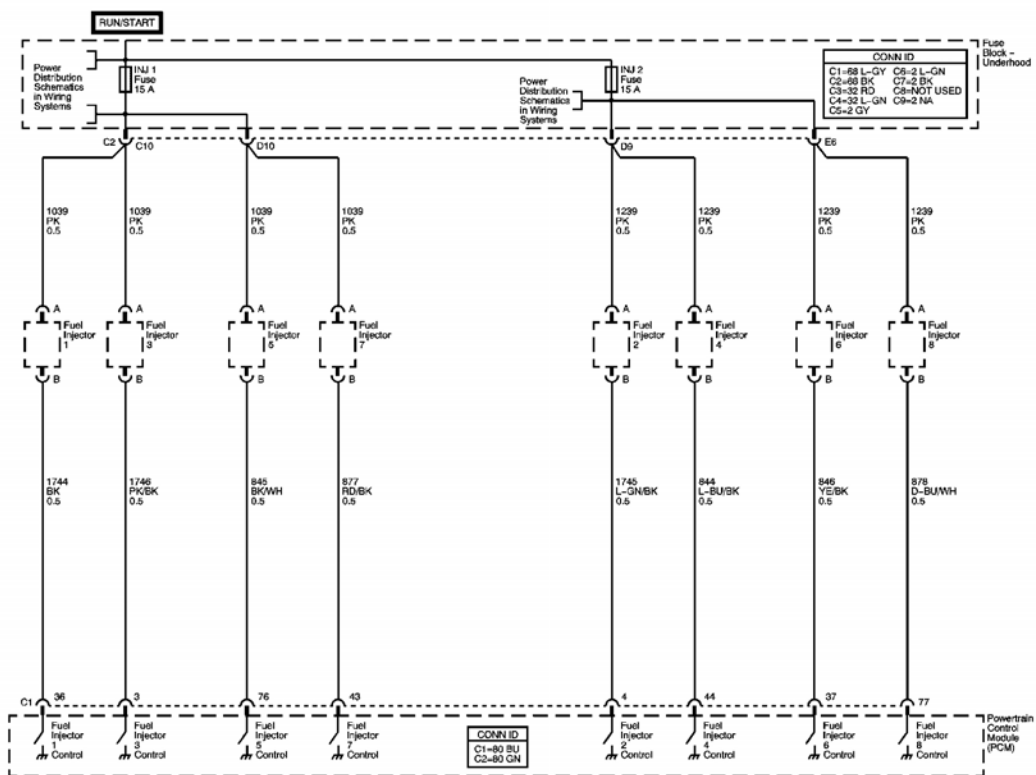 RUN/START
Fuse
Block –
Underhood
Power
Distribution
Schematics
in Wiring
Systems
INJ 1
Fuse
15 A
Power
Distribution
Schematics
in Wiring
Systems
INJ 2
Fuse
15 A
CONN ID
C1=68 L-GY C6=2 L-GN
C2=68 BK C7=2 BK
C3=32 RD C8=NOT USED
C4=32 L-GN C9=2 NA
C5=2 GY
C2 C10 D10 D9 E6
1039
PK
0.5
1039
PK
0.5
1039
PK
0.5
1039
PK
0.5
1239
PK
0.5
1239
PK
0.5
1239
PK
0.5
1239
PK
0.5
A A A A A A A A
Fuel
Injector
1
Fuel
Injector
3
Fuel
Injector
5
Fuel
Injector
7
Fuel
Injector
2
Fuel
Injector
4
Fuel
Injector
6
Fuel
Injector
8
B B B B B B B B
1744
BK
0.5
1746
PK/BK
0.5
845
BK/WH
0.5
877
RD/BK
0.5
1745
L-GN/BK
0.5
844
L-BU/BK
0.5
846
YE/BK
0.5
878
D-BU/WH
0.5
C1 36 3 76 43 4 44 37 77
Fuel
Injector
1
Control
Fuel
Injector
3
Control
Fuel
Injector
5
Control
Fuel
Injector
7
Control
CONN ID
C1=80 BU
C2=80 GN
Fuel
Injector
2
Control
Fuel
Injector
4
Control
Fuel
Injector
6
Control
Fuel
Injector
8
Control
Powertrain
Control
Module
(PCM)